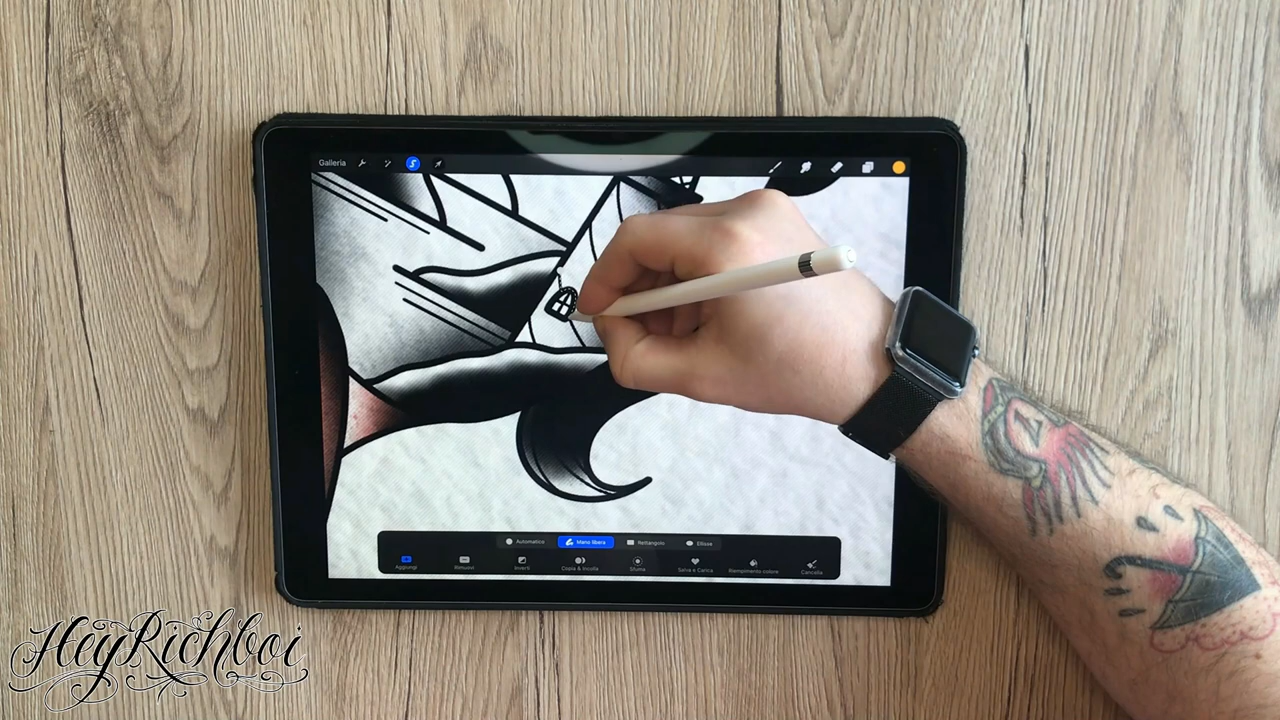 Galleria
Automatico Mano libera Rettangolo Ellisse
Aggiungi Rimuovi Inverti Copia & Incolla Sfuma Salva e Carica Riempimento colore Cancella
HeyRichboi